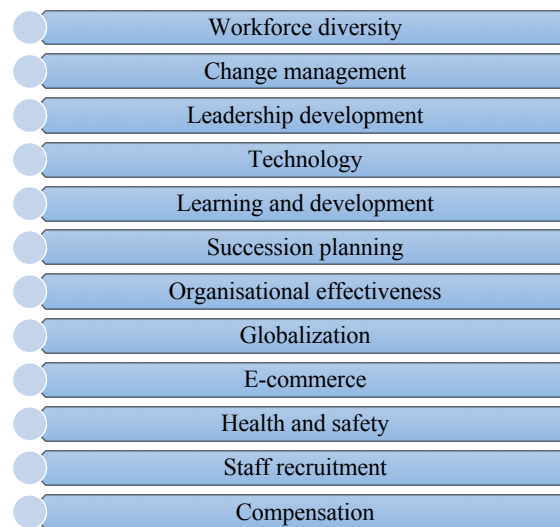 Workforce diversity
Change management
Leadership development
Technology
Learning and development
Succession planning
Organisational effectiveness
Globalization
E-commerce
Health and safety
Staff recruitment
Compensation